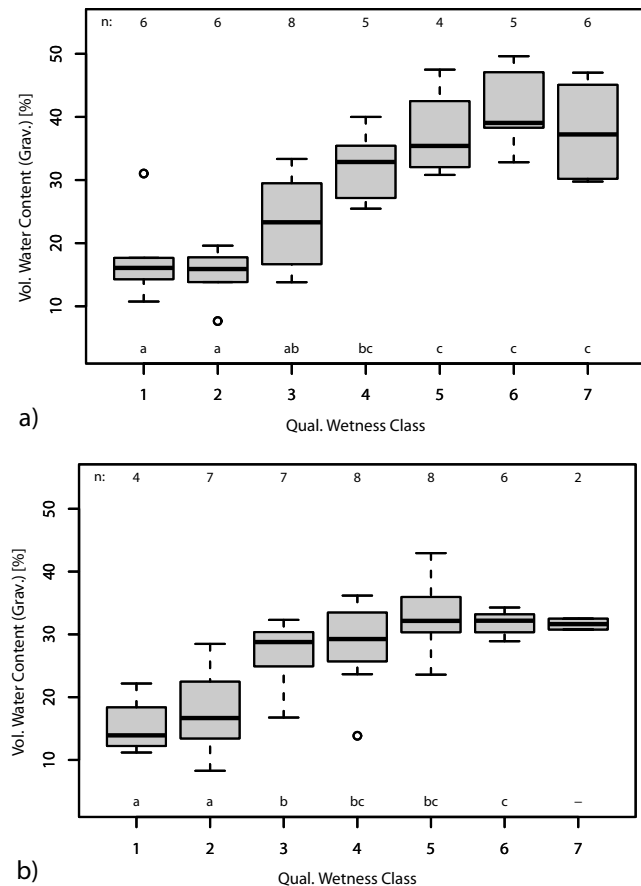 n: 6 6 8 5 4 5 6
50
40
30
20
10
Vol. Water Content (Grav.) [%]
a a ab bc c c c
1 2 3 4 5 6 7
Qual. Wetness Class
a)
n: 4 7 7 8 8 6 2
50
40
30
20
10
Vol. Water Content (Grav.) [%]
a a b bc bc c –
1 2 3 4 5 6 7
Qual. Wetness Class
b)